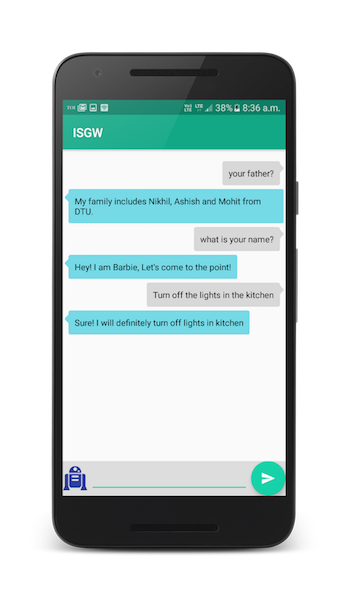 38% 8:36 a.m.
ISGW
your father?
My family includes Nikhil, Ashish and Mohit from
DTU.
what is your name?
Hey! I am Barbie, Let's come to the point!
Turn off the lights in the kitchen
Sure! I will definitely turn off lights in kitchen